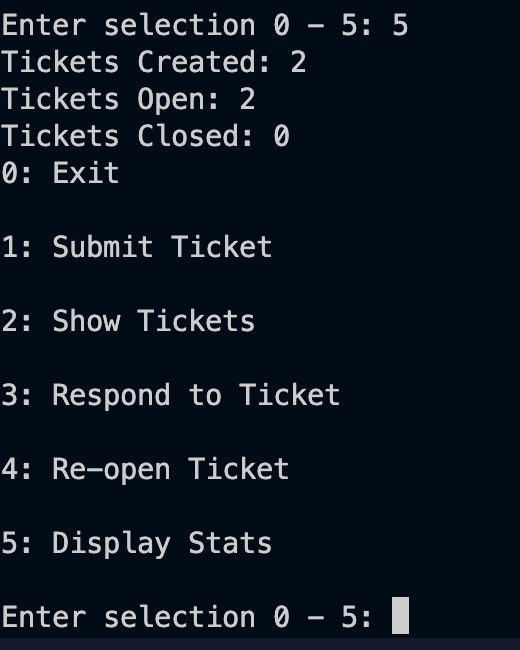 Enter selection 0 - 5: 5
Tickets Created: 2
Tickets Open: 2
Tickets Closed: 0
0: Exit
1: Submit Ticket
2: Show Tickets
3: Respond to Ticket
4: Re-open Ticket
5: Display Stats
Enter selection 0 - 5: